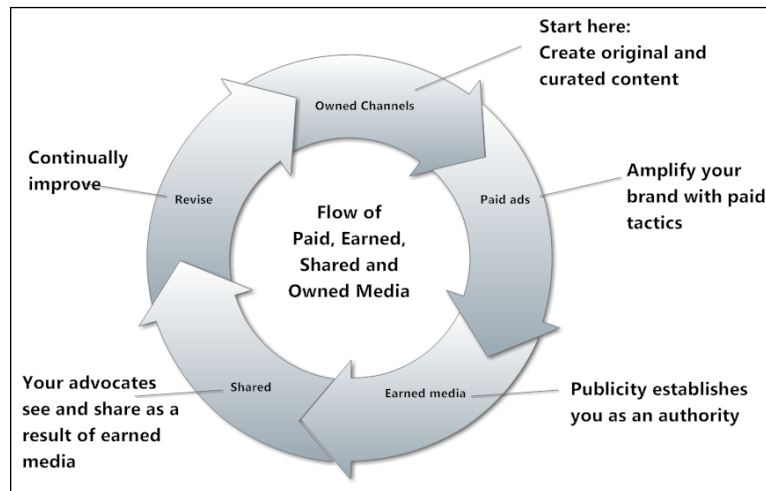 Start here:
Create original and
curated content
Owned Channels
Paid ads
Amplify your
brand with paid
tactics
Earned media
Publicity establishes
you as an authority
Shared
Your advocates
see and share as a
result of earned
media
Revise
Continually
improve
Flow of
Paid, Earned,
Shared and
Owned Media